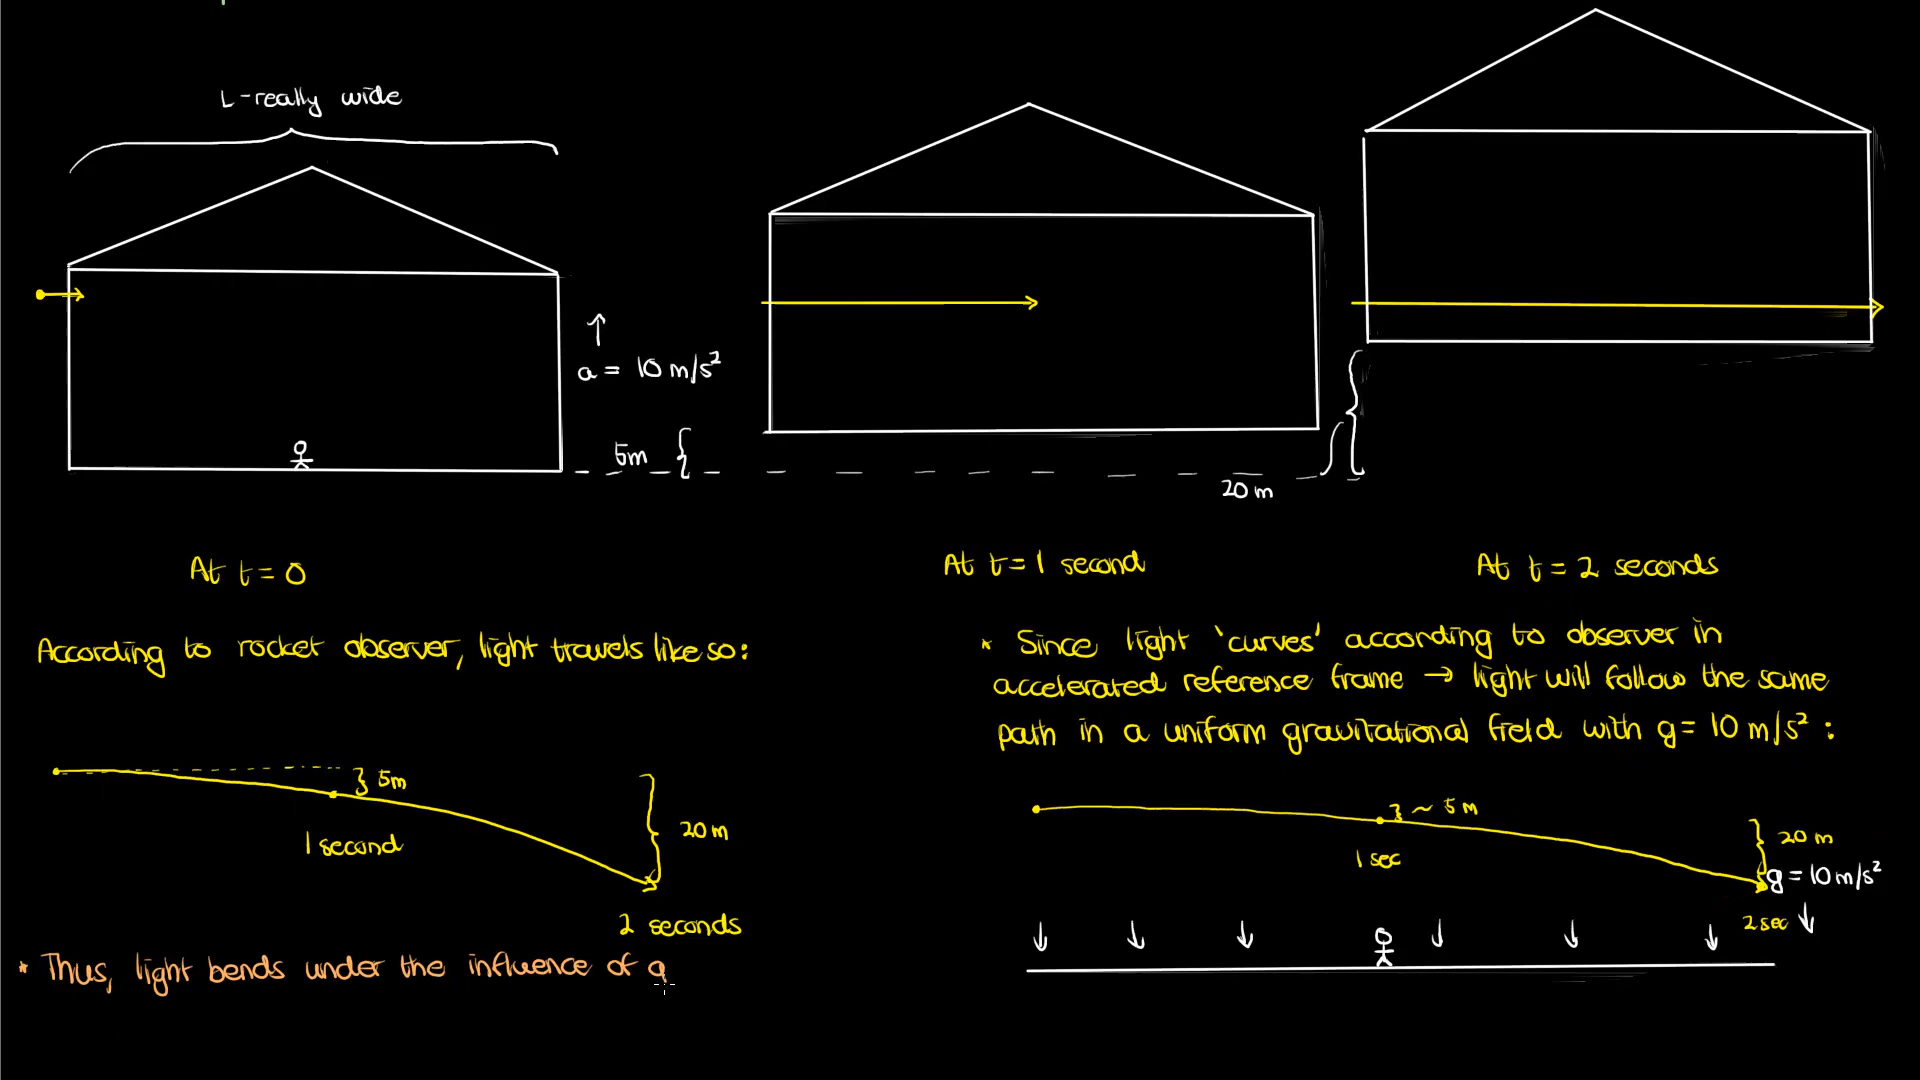 L-really wide
a = 10 m/s²
5m
20 m
At t = 0
At t = 1 second
At t = 2 seconds
According to rocket observer, light travels like so:
5m
1 second
20m
2 seconds
* Since light 'curves' according to observer in
accelerated reference frame → light will follow the same
path in a uniform gravitational field with g = 10 m/s² :
~ 5 m
1 sec
20 m
g = 10 m/s²
2 sec
* Thus, light bends under the influence of g